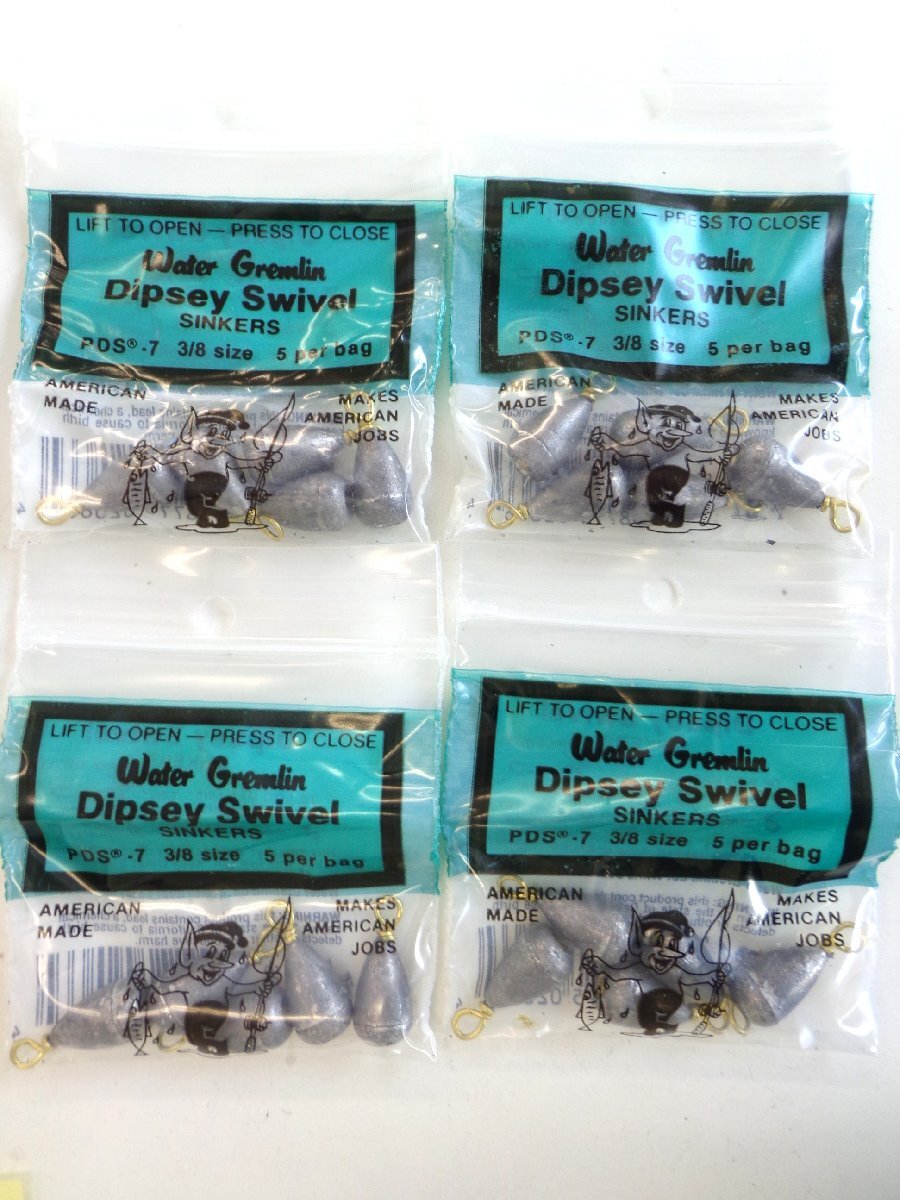 LIFT TO OPEN — PRESS TO CLOSE
Water Gremlin
Dipsey Swivel
SINKERS
PDS®-7 3/8 size 5 per bag
AMERICAN
MADE
MAKES
AMERICAN
JOBS
LIFT TO OPEN — PRESS TO CLOSE
Water Gremlin
Dipsey Swivel
SINKERS
PDS®-7 3/8 size 5 per bag
AMERICAN
MADE
MAKES
AMERICAN
JOBS
LIFT TO OPEN — PRESS TO CLOSE
Water Gremlin
Dipsey Swivel
SINKERS
PDS®-7 3/8 size 5 per bag
AMERICAN
MADE
MAKES
AMERICAN
JOBS
LIFT TO OPEN — PRESS TO CLOSE
Water Gremlin
Dipsey Swivel
SINKERS
PDS®-7 3/8 size 5 per bag
AMERICAN
MADE
MAKES
AMERICAN
JOBS